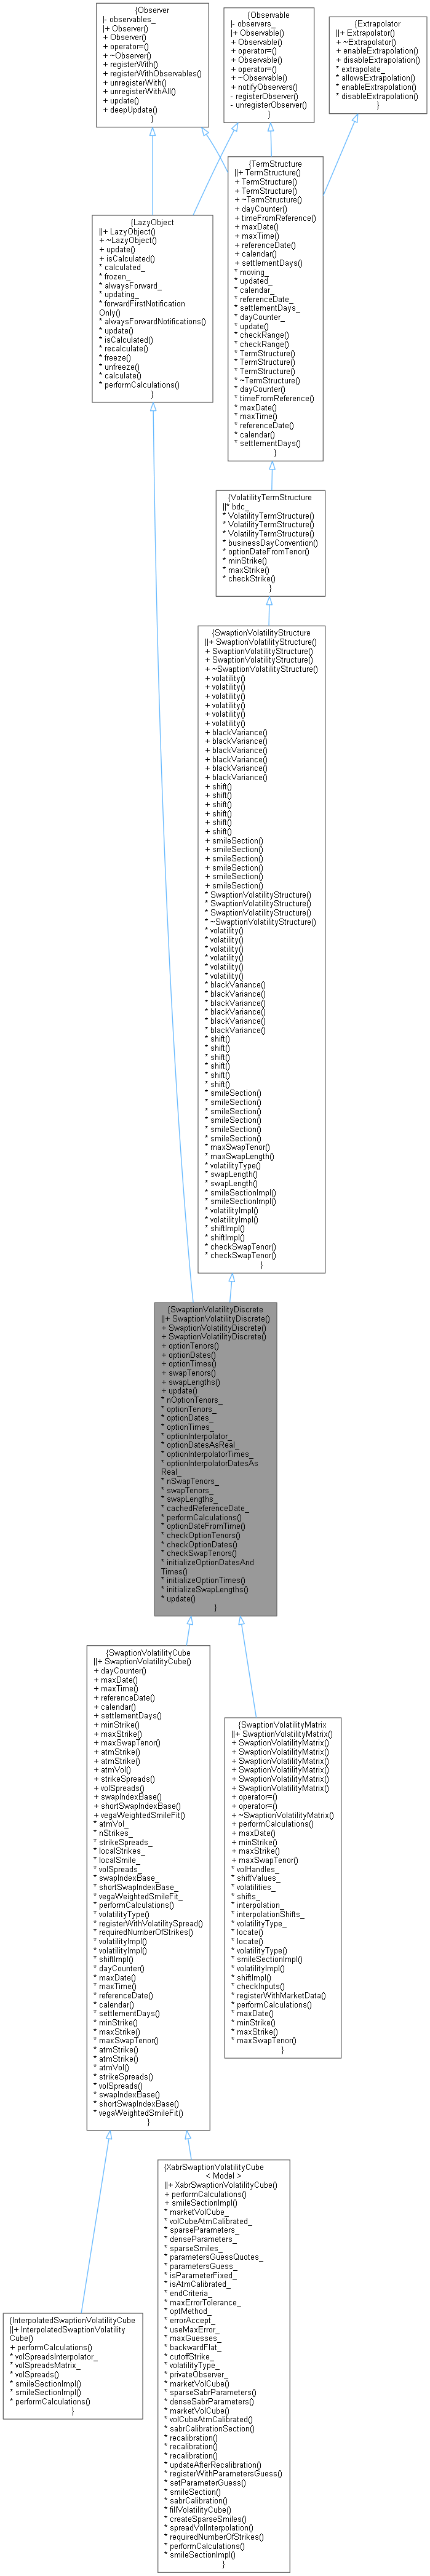 {Observer
|- observables_
|+ Observer()
+ Observer()
+ operator=()
+ ~Observer()
+ registerWith()
+ registerWithObservables()
+ unregisterWith()
+ unregisterWithAll()
+ update()
+ deepUpdate()
}
{Observable
|- observers_
|+ Observable()
+ Observable()
+ operator=()
+ Observable()
+ operator=()
+ ~Observable()
+ notifyObservers()
- registerObserver()
- unregisterObserver()
}
{Extrapolator
||+ Extrapolator()
+ ~Extrapolator()
+ enableExtrapolation()
+ disableExtrapolation()
* extrapolate_
* allowsExtrapolation()
* enableExtrapolation()
* disableExtrapolation()
}
{TermStructure
||+ TermStructure()
+ TermStructure()
+ TermStructure()
+ ~TermStructure()
+ dayCounter()
+ timeFromReference()
+ maxDate()
+ maxTime()
+ referenceDate()
+ calendar()
+ settlementDays()
* moving_
* updated_
* calendar_
* referenceDate_
* settlementDays_
* dayCounter_
* update()
* checkRange()
* checkRange()
* TermStructure()
* TermStructure()
* TermStructure()
* ~TermStructure()
* dayCounter()
* timeFromReference()
* maxDate()
* maxTime()
* referenceDate()
* calendar()
* settlementDays()
}
{LazyObject
||+ LazyObject()
+ ~LazyObject()
+ update()
+ isCalculated()
* calculated_
* frozen_
* alwaysForward_
* updating_
* forwardFirstNotification
Only()
* alwaysForwardNotifications()
* update()
* isCalculated()
* recalculate()
* freeze()
* unfreeze()
* calculate()
* performCalculations()
}
{VolatilityTermStructure
||* bdc_
* VolatilityTermStructure()
* VolatilityTermStructure()
* VolatilityTermStructure()
* businessDayConvention()
* optionDateFromTenor()
* minStrike()
* maxStrike()
* checkStrike()
}
{SwaptionVolatilityStructure
||+ SwaptionVolatilityStructure()
+ SwaptionVolatilityStructure()
+ SwaptionVolatilityStructure()
+ ~SwaptionVolatilityStructure()
+ volatility()
+ volatility()
+ volatility()
+ volatility()
+ volatility()
+ volatility()
+ blackVariance()
+ blackVariance()
+ blackVariance()
+ blackVariance()
+ blackVariance()
+ blackVariance()
+ shift()
+ shift()
+ shift()
+ shift()
+ shift()
+ shift()
+ smileSection()
+ smileSection()
+ smileSection()
+ smileSection()
+ smileSection()
+ smileSection()
* SwaptionVolatilityStructure()
* SwaptionVolatilityStructure()
* SwaptionVolatilityStructure()
* ~SwaptionVolatilityStructure()
* volatility()
* volatility()
* volatility()
* volatility()
* volatility()
* volatility()
* blackVariance()
* blackVariance()
* blackVariance()
* blackVariance()
* blackVariance()
* blackVariance()
* shift()
* shift()
* shift()
* shift()
* shift()
* shift()
* smileSection()
* smileSection()
* smileSection()
* smileSection()
* smileSection()
* smileSection()
* maxSwapTenor()
* maxSwapLength()
* volatilityType()
* swapLength()
* swapLength()
* smileSectionImpl()
* smileSectionImpl()
* volatilityImpl()
* volatilityImpl()
* shiftImpl()
* shiftImpl()
* checkSwapTenor()
* checkSwapTenor()
}
{SwaptionVolatilityDiscrete
||+ SwaptionVolatilityDiscrete()
+ SwaptionVolatilityDiscrete()
+ SwaptionVolatilityDiscrete()
+ optionTenors()
+ optionDates()
+ optionTimes()
+ swapTenors()
+ swapLengths()
+ update()
* nOptionTenors_
* optionTenors_
* optionDates_
* optionTimes_
* optionInterpolator_
* optionDatesAsReal_
* optionInterpolatorTimes_
* optionInterpolatorDatesAs
Real_
* nSwapTenors_
* swapTenors_
* swapLengths_
* cachedReferenceDate_
* performCalculations()
* optionDateFromTime()
* checkOptionTenors()
* checkOptionDates()
* checkSwapTenors()
* initializeOptionDatesAnd
Times()
* initializeOptionTimes()
* initializeSwapLengths()
* update()
}
{SwaptionVolatilityCube
||+ SwaptionVolatilityCube()
+ dayCounter()
+ maxDate()
+ maxTime()
+ referenceDate()
+ calendar()
+ settlementDays()
+ minStrike()
+ maxStrike()
+ maxSwapTenor()
+ atmStrike()
+ atmStrike()
+ atmVol()
+ strikeSpreads()
+ volSpreads()
+ swapIndexBase()
+ shortSwapIndexBase()
+ vegaWeightedSmileFit()
* atmVol_
* nStrikes_
* strikeSpreads_
* localStrikes_
* localSmile_
* volSpreads_
* swapIndexBase_
* shortSwapIndexBase_
* vegaWeightedSmileFit_
* performCalculations()
* volatilityType()
* registerWithVolatilitySpread()
* requiredNumberOfStrikes()
* volatilityImpl()
* volatilityImpl()
* shiftImpl()
* dayCounter()
* maxDate()
* maxTime()
* referenceDate()
* calendar()
* settlementDays()
* minStrike()
* maxStrike()
* maxSwapTenor()
* atmStrike()
* atmStrike()
* atmVol()
* strikeSpreads()
* volSpreads()
* swapIndexBase()
* shortSwapIndexBase()
* vegaWeightedSmileFit()
}
{SwaptionVolatilityMatrix
||+ SwaptionVolatilityMatrix()
+ SwaptionVolatilityMatrix()
+ SwaptionVolatilityMatrix()
+ SwaptionVolatilityMatrix()
+ SwaptionVolatilityMatrix()
+ SwaptionVolatilityMatrix()
+ SwaptionVolatilityMatrix()
+ operator=()
+ operator=()
+ ~SwaptionVolatilityMatrix()
+ performCalculations()
+ maxDate()
+ minStrike()
+ maxStrike()
+ maxSwapTenor()
* volHandles_
* shiftValues_
* volatilities_
* shifts_
* interpolation_
* interpolationShifts_
* volatilityType_
* locate()
* locate()
* volatilityType()
* smileSectionImpl()
* volatilityImpl()
* shiftImpl()
* checkInputs()
* registerWithMarketData()
* performCalculations()
* maxDate()
* minStrike()
* maxStrike()
* maxSwapTenor()
}
{InterpolatedSwaptionVolatilityCube
||+ InterpolatedSwaptionVolatility
Cube()
+ performCalculations()
* volSpreadsInterpolator_
* volSpreadsMatrix_
* volSpreads()
* smileSectionImpl()
* smileSectionImpl()
* performCalculations()
}
{XabrSwaptionVolatilityCube
< Model >
||+ XabrSwaptionVolatilityCube()
+ performCalculations()
+ smileSectionImpl()
* marketVolCube_
* volCubeAtmCalibrated_
* sparseParameters_
* denseParameters_
* sparseSmiles_
* parametersGuessQuotes_
* parametersGuess_
* isParameterFixed_
* isAtmCalibrated_
* endCriteria_
* maxErrorTolerance_
* optMethod_
* errorAccept_
* useMaxError_
* maxGuesses_
* backwardFlat_
* cutoffStrike_
* volatilityType_
* privateObserver_
* marketVolCube()
* sparseSabrParameters()
* denseSabrParameters()
* marketVolCube()
* volCubeAtmCalibrated()
* sabrCalibrationSection()
* recalibration()
* recalibration()
* recalibration()
* updateAfterRecalibration()
* registerWithParametersGuess()
* setParameterGuess()
* smileSection()
* sabrCalibration()
* fillVolatilityCube()
* createSparseSmiles()
* spreadVolInterpolation()
* requiredNumberOfStrikes()
* performCalculations()
* smileSectionImpl()
}